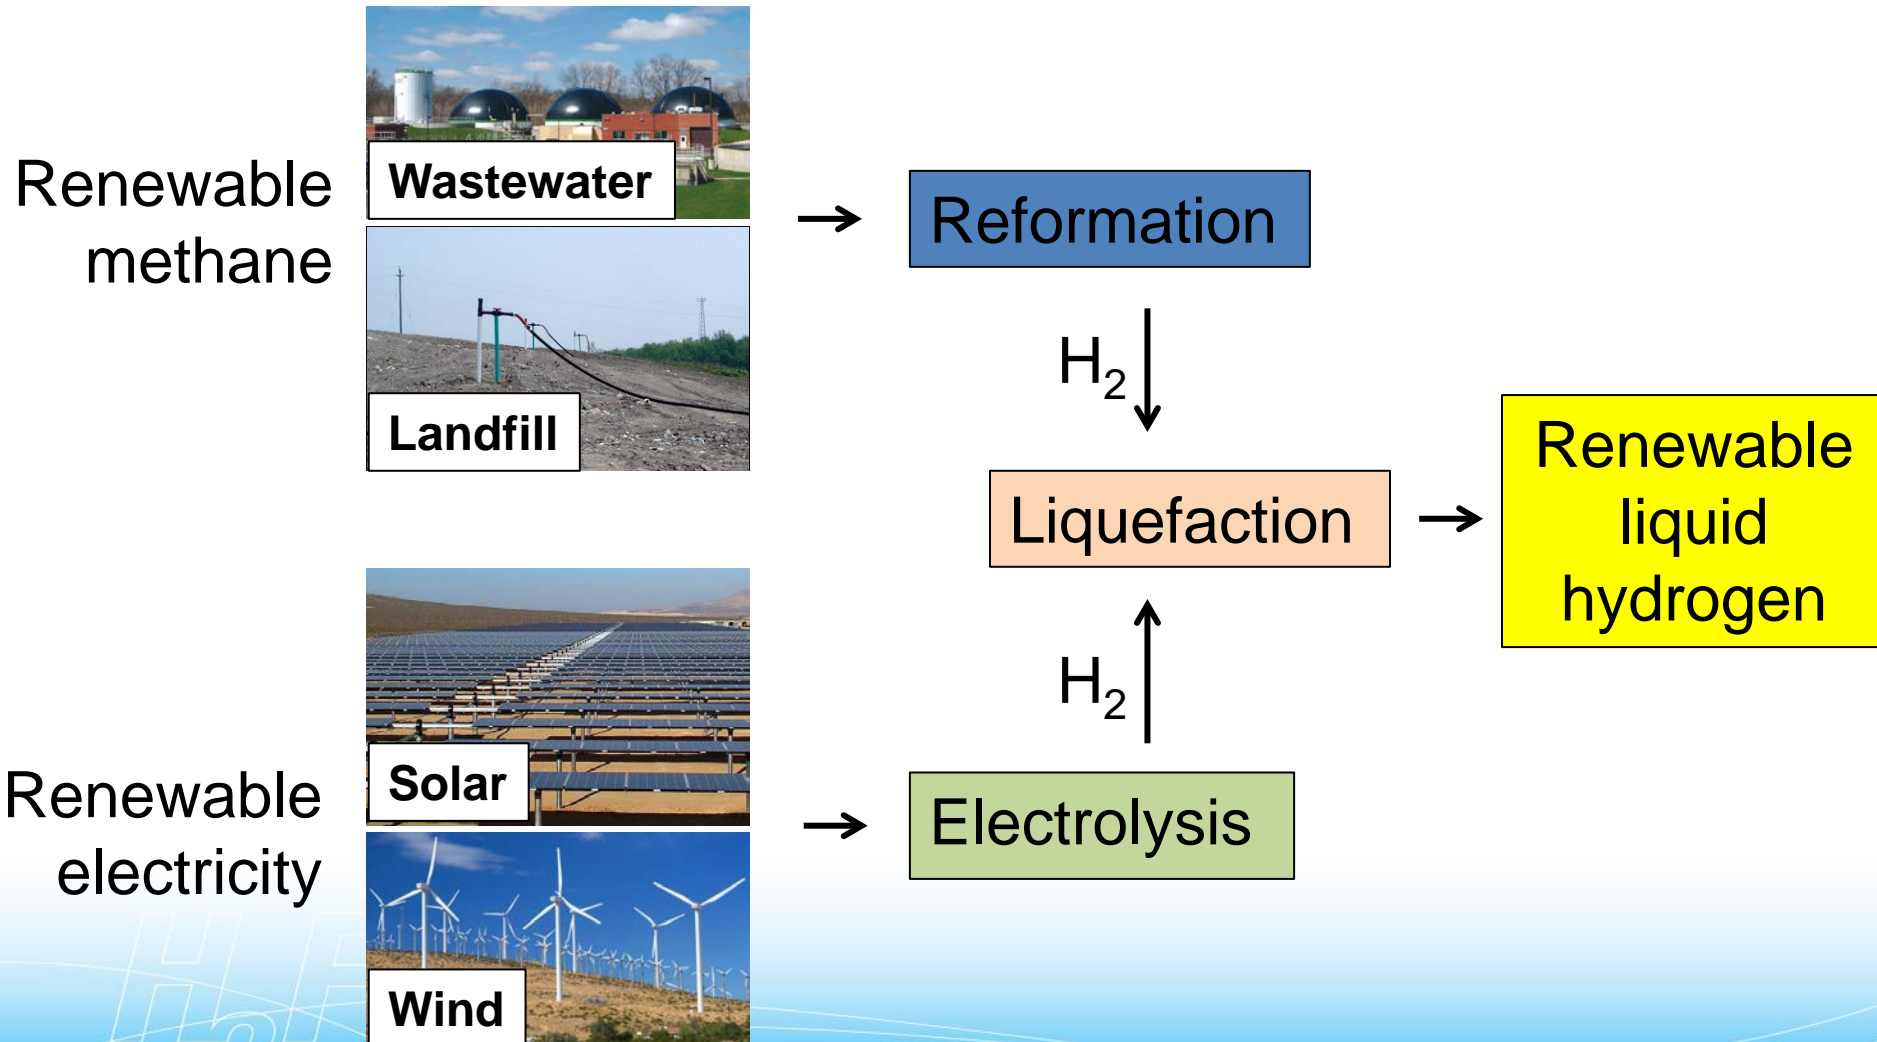 Renewable
methane
Wastewater
Landfill
Reformation
H₂
Liquefaction
Renewable
liquid
hydrogen
Renewable
electricity
Solar
Wind
H₂
Electrolysis